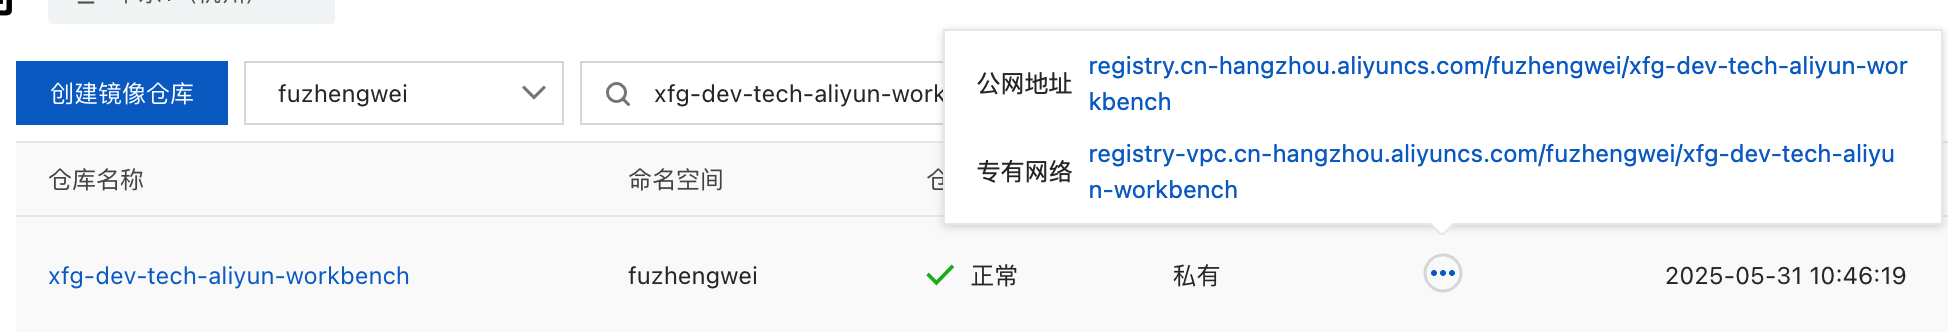 创建镜像仓库
fuzhengwei
xfg-dev-tech-aliyun-work
公网地址
registry.cn-hangzhou.aliyuncs.com/fuzhengwei/xfg-dev-tech-aliyun-wor
kbench
专有网络
registry-vpc.cn-hangzhou.aliyuncs.com/fuzhengwei/xfg-dev-tech-aliyu
n-workbench
仓库名称
命名空间
xfg-dev-tech-aliyun-workbench
fuzhengwei
正常
私有
2025-05-31 10:46:19